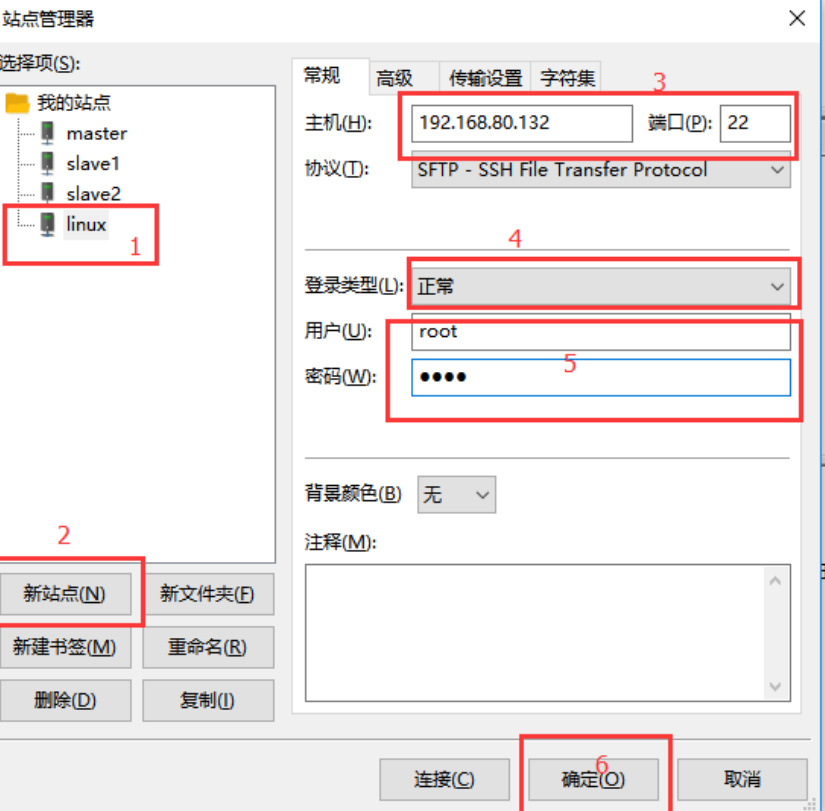 站点管理器
选择项(S):
我的站点
master
slave1
slave2
linux
1
2
新站点(N)
新文件夹(F)
新建书签(M)
重命名(R)
删除(D)
复制(I)
常规
高级
传输设置
字符集
3
主机(H):
192.168.80.132
端口(P):
22
协议(T):
SFTP - SSH File Transfer Protocol
4
登录类型(L):
正常
用户(U):
root
5
密码(W):
●●●●
背景颜色(B)
无
注释(M):
连接(C)
6
确定(O)
取消